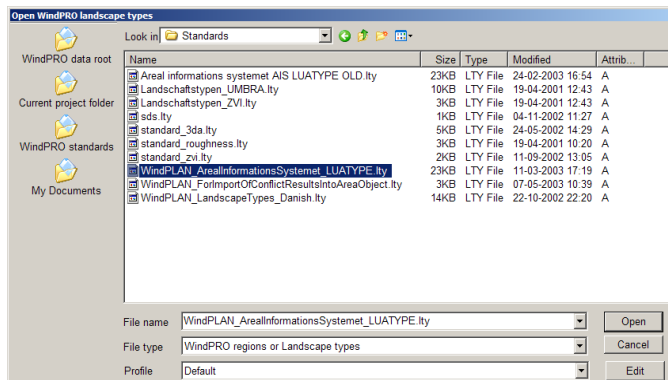 Open WindPRO landscape types
Look in Standards
WindPRO data root
Current project folder
WindPRO standards
My Documents
Name Size Type Modified Attrib...
Areal informations systemet AIS LUATYPE OLD.lty 23KB LTY File 24-02-2003 16:54 A
Landschaftstypen_UMBRA.lty 10KB LTY File 19-04-2001 12:43 A
Landschaftstypen_ZVI.lty 3KB LTY File 19-04-2001 12:43 A
sds.lty 1KB LTY File 04-11-2002 11:27 A
standard_3da.lty 5KB LTY File 24-05-2002 14:29 A
standard_roughness.lty 3KB LTY File 19-04-2001 10:20 A
standard_zvi.lty 2KB LTY File 11-09-2002 13:05 A
WindPLAN_ArealInformationsSystemet_LUATYPE.lty 23KB LTY File 11-03-2003 17:19 A
WindPLAN_ForImportOfConflictResultsIntoAreaObject.lty 3KB LTY File 07-05-2003 10:39 A
WindPLAN_LandscapeTypes_Danish.lty 14KB LTY File 22-10-2002 22:20 A
File name WindPLAN_ArealInformationsSystemet_LUATYPE.lty Open
File type WindPRO regions or Landscape types Cancel
Profile Default Edit